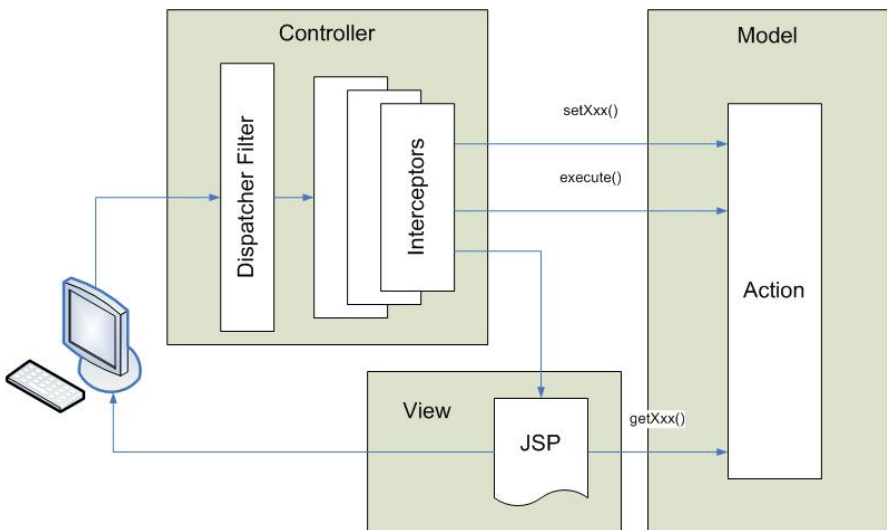 Controller
Model
Dispatcher Filter
Interceptors
setXxx()
execute()
Action
View
JSP
getXxx()